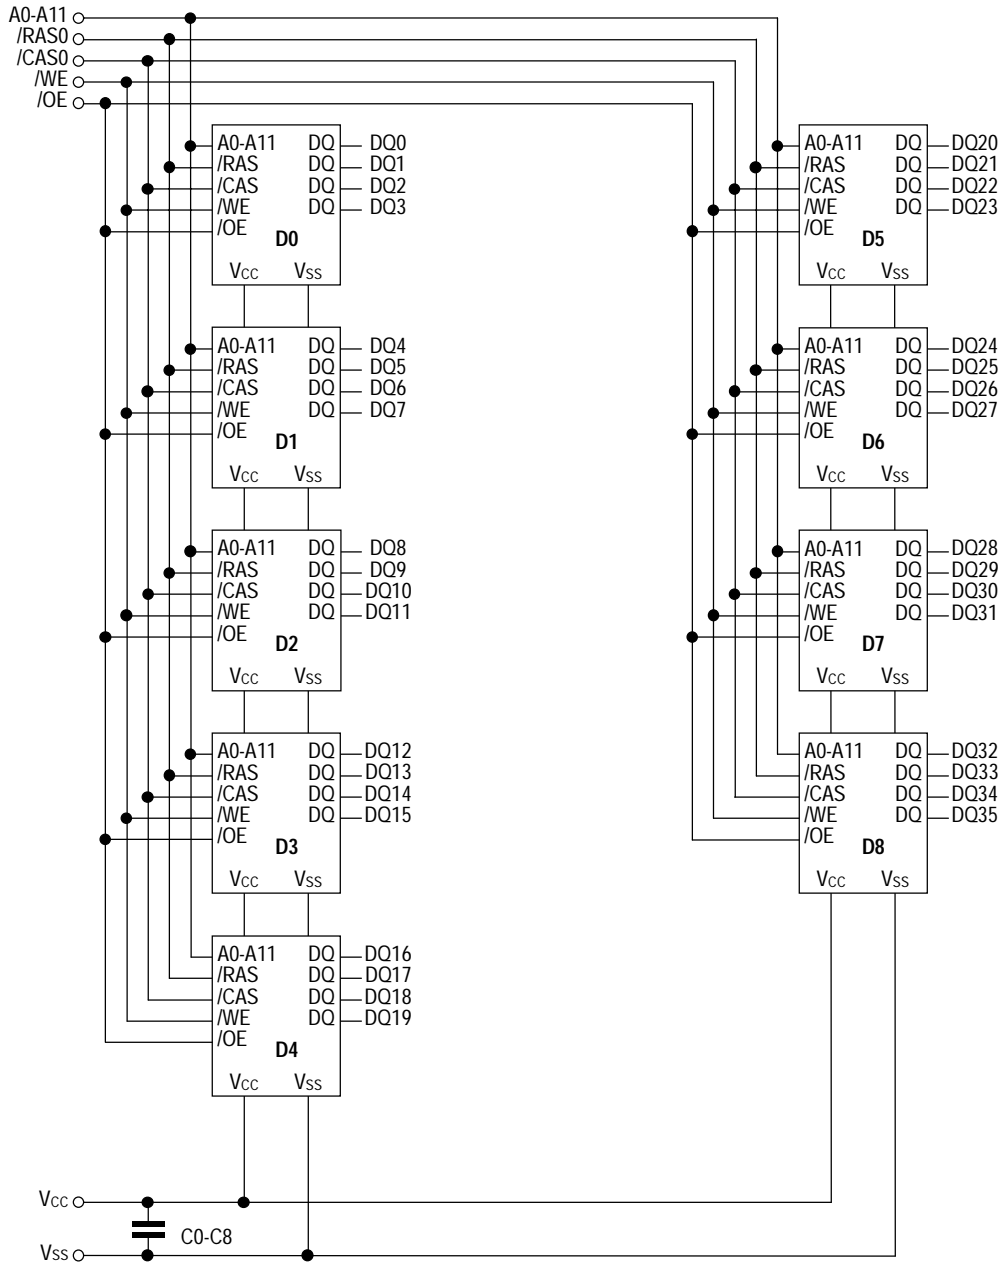 A0-A11
/RAS0
/CAS0
/WE
/OE
A0-A11 DQ DQ0
/RAS DQ DQ1
/CAS DQ DQ2
/WE DQ DQ3
/OE
D0
VCC VSS
A0-A11 DQ DQ4
/RAS DQ DQ5
/CAS DQ DQ6
/WE DQ DQ7
/OE
D1
VCC VSS
A0-A11 DQ DQ8
/RAS DQ DQ9
/CAS DQ DQ10
/WE DQ DQ11
/OE
D2
VCC VSS
A0-A11 DQ DQ12
/RAS DQ DQ13
/CAS DQ DQ14
/WE DQ DQ15
/OE
D3
VCC VSS
A0-A11 DQ DQ16
/RAS DQ DQ17
/CAS DQ DQ18
/WE DQ DQ19
/OE
D4
VCC VSS
A0-A11 DQ DQ20
/RAS DQ DQ21
/CAS DQ DQ22
/WE DQ DQ23
/OE
D5
VCC VSS
A0-A11 DQ DQ24
/RAS DQ DQ25
/CAS DQ DQ26
/WE DQ DQ27
/OE
D6
VCC VSS
A0-A11 DQ DQ28
/RAS DQ DQ29
/CAS DQ DQ30
/WE DQ DQ31
/OE
D7
VCC VSS
A0-A11 DQ DQ32
/RAS DQ DQ33
/CAS DQ DQ34
/WE DQ DQ35
/OE
D8
VCC VSS
VCC
C0-C8
VSS